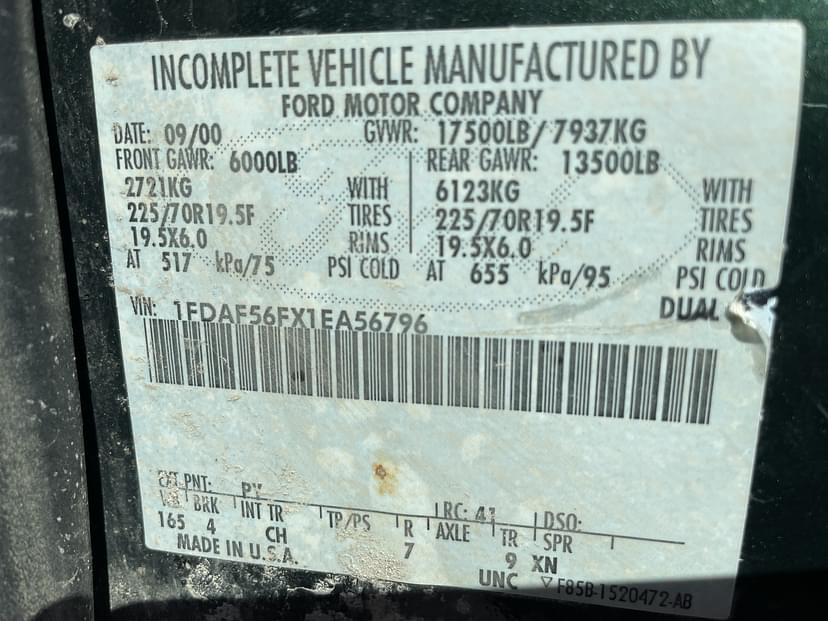 INCOMPLETE VEHICLE MANUFACTURED BY
FORD MOTOR COMPANY
DATE: 09/00 GVWR: 17500LB/7937KG
FRONT GAWR: 6000LB REAR GAWR: 13500LB
2721KG WITH 6123KG WITH
225/70R19.5F TIRES 225/70R19.5F TIRES
19.5X6.0 RIMS 19.5X6.0 RIMS
AT 517 kPa/75 PSI COLD AT 655 kPa/95 PSI COLD
DUAL
VIN: 1FDAF56FX1EA56796
EXT PNT: PY RC: 41 DSO:
WB BRK INT TR TP/PS R AXLE TR SPR
165 4 CH 7 9 XN
MADE IN U.S.A. UNC ▽F85B-1520472-AB